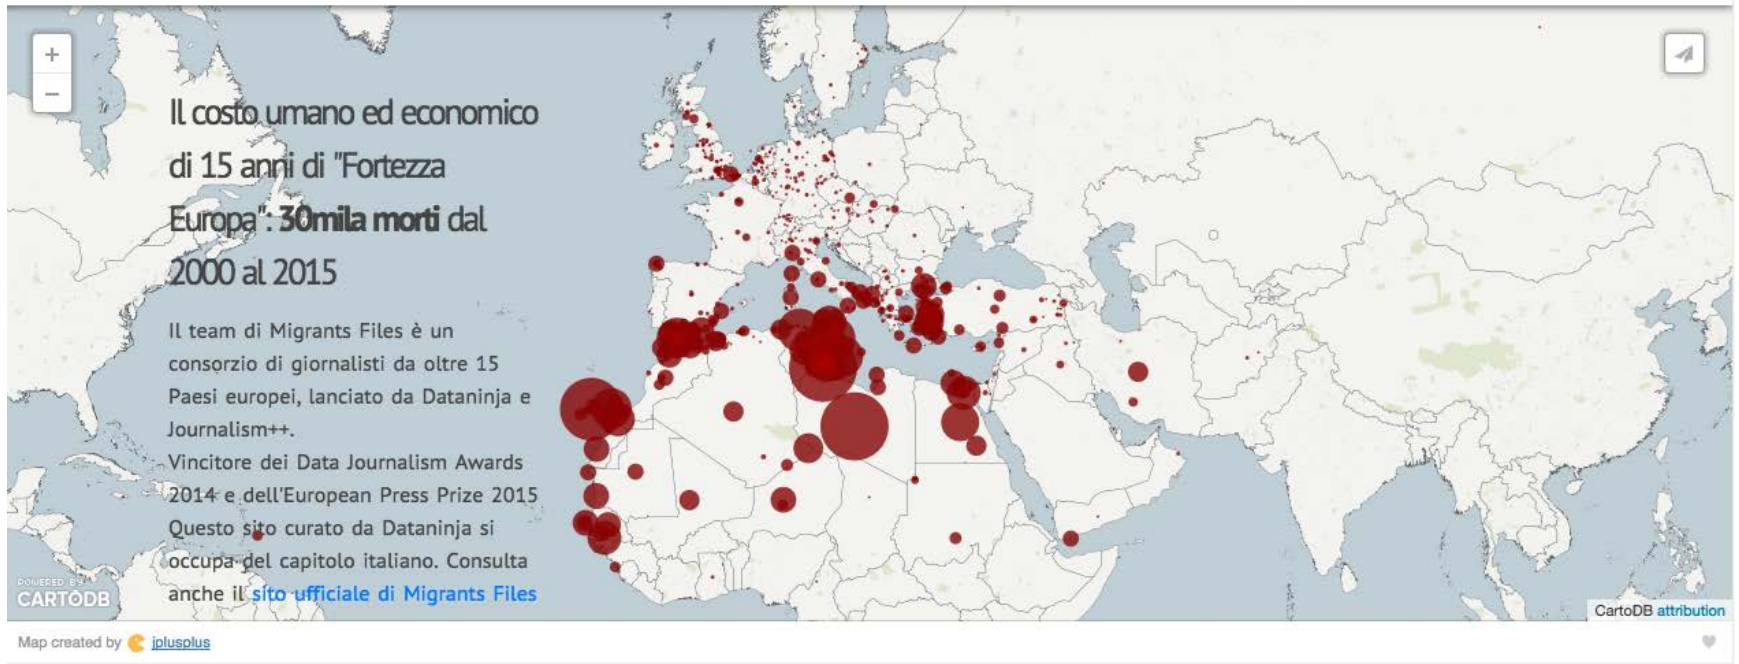 +
−
Il costo umano ed economico
di 15 anni di "Fortezza
Europa": 30mila morti dal
2000 al 2015
Il team di Migrants Files è un
consorzio di giornalisti da oltre 15
Paesi europei, lanciato da Dataninja e
Journalism++.
Vincitore dei Data Journalism Awards
2014 e dell'European Press Prize 2015
Questo sito curato da Dataninja si
occupa del capitolo italiano. Consulta
anche il sito ufficiale di Migrants Files
POWERED BY
CARTODB
CartoDB attribution
Map created by jplusplus